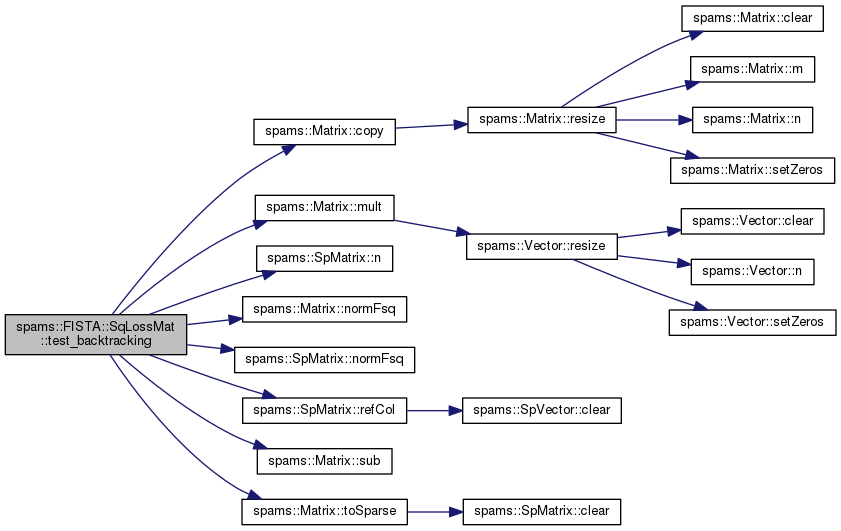 spams::FISTA::SqLossMat
::test_backtracking
spams::Matrix::copy
spams::Matrix::resize
spams::Matrix::clear
spams::Matrix::m
spams::Matrix::n
spams::Matrix::setZeros
spams::Matrix::mult
spams::Vector::resize
spams::Vector::clear
spams::Vector::n
spams::Vector::setZeros
spams::SpMatrix::n
spams::Matrix::normFsq
spams::SpMatrix::normFsq
spams::SpMatrix::refCol
spams::SpVector::clear
spams::Matrix::sub
spams::Matrix::toSparse
spams::SpMatrix::clear